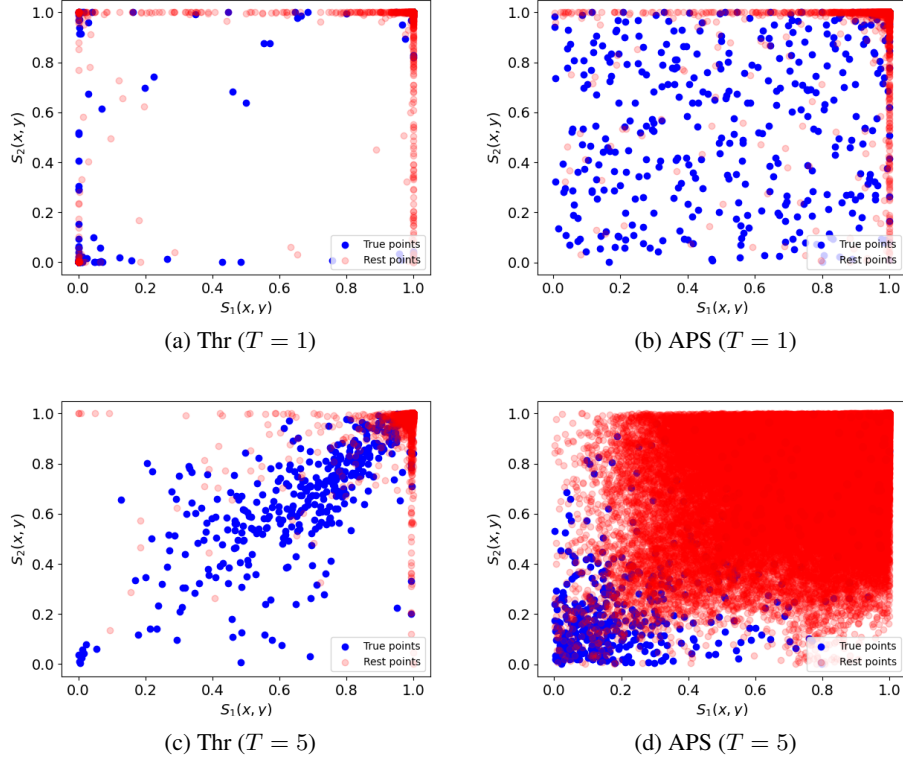 1.0
0.8
0.6
0.4
0.2
0.0
S₂(x, y)
True points
Rest points
0.0 0.2 0.4 0.6 0.8 1.0
S₁(x, y)
(a) Thr (T = 1)
1.0
0.8
0.6
0.4
0.2
0.0
S₂(x, y)
True points
Rest points
0.0 0.2 0.4 0.6 0.8 1.0
S₁(x, y)
(b) APS (T = 1)
1.0
0.8
0.6
0.4
0.2
0.0
S₂(x, y)
True points
Rest points
0.0 0.2 0.4 0.6 0.8 1.0
S₁(x, y)
(c) Thr (T = 5)
1.0
0.8
0.6
0.4
0.2
0.0
S₂(x, y)
True points
Rest points
0.0 0.2 0.4 0.6 0.8 1.0
S₁(x, y)
(d) APS (T = 5)